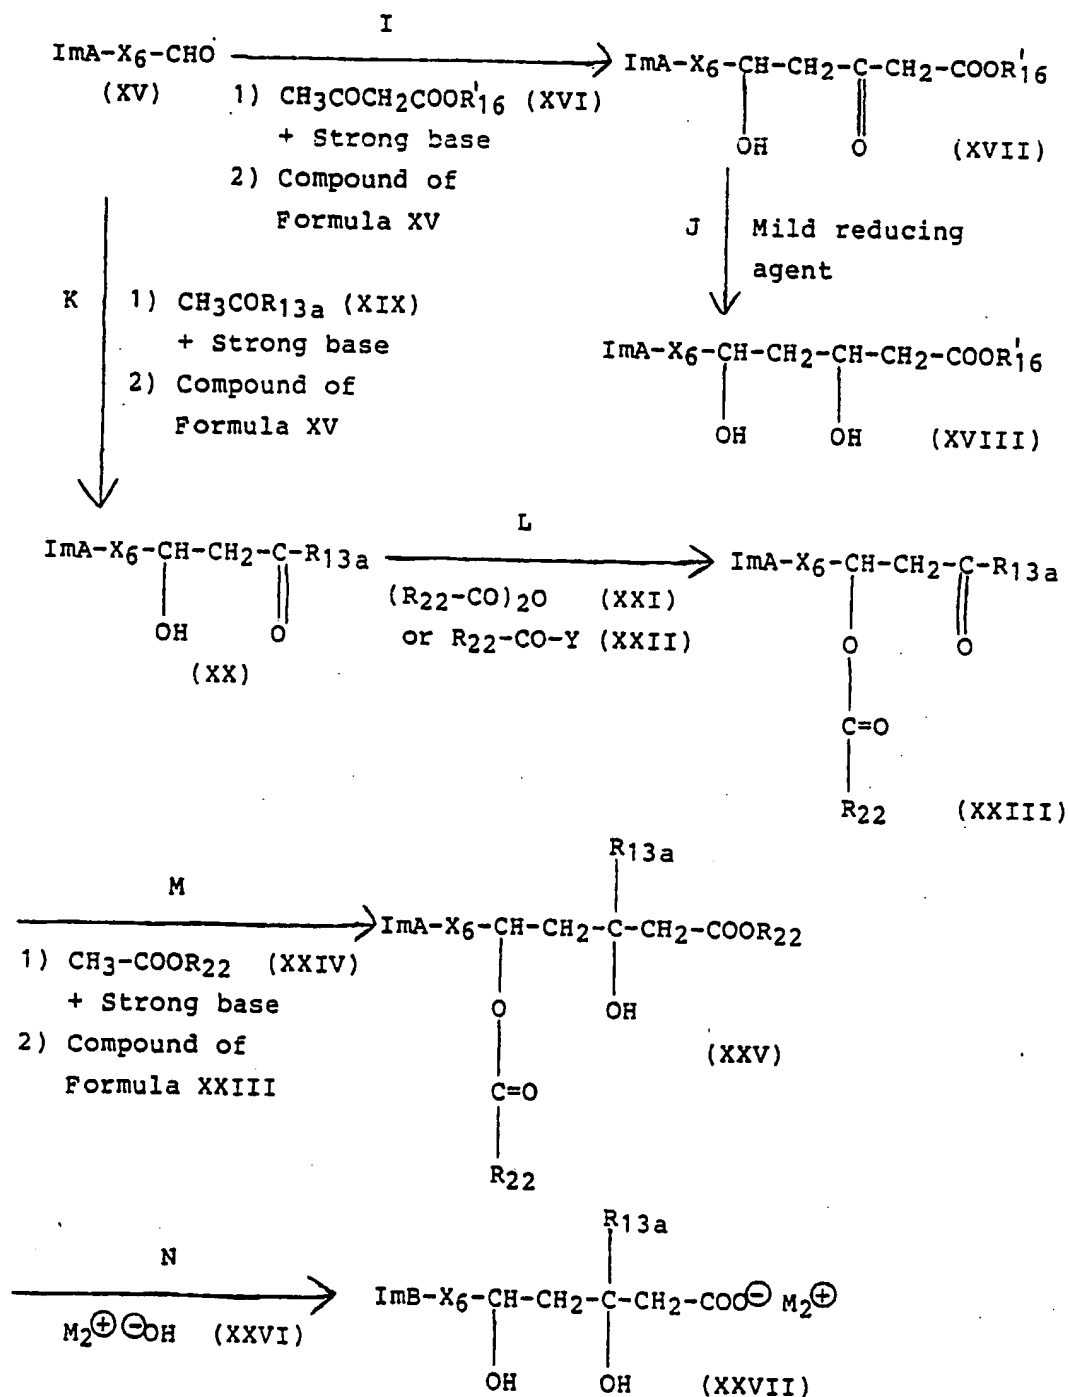 I
ImA-X6-CHO
(XV)
1) CH3COCH2COOR'16 (XVI)
+ Strong base
2) Compound of
Formula XV
ImA-X6-CH-CH2-C-CH2-COOR'16
OH O (XVII)
J Mild reducing
agent
K 1) CH3COR13a (XIX)
+ Strong base
2) Compound of
Formula XV
ImA-X6-CH-CH2-CH-CH2-COOR'16
OH OH (XVIII)
ImA-X6-CH-CH2-C-R13a
OH O
(XX)
L
(R22-CO)2O (XXI)
or R22-CO-Y (XXII)
ImA-X6-CH-CH2-C-R13a
O O
C=O
R22 (XXIII)
M
1) CH3-COOR22 (XXIV)
+ Strong base
2) Compound of
Formula XXIII
R13a
ImA-X6-CH-CH2-C-CH2-COOR22
O OH
(XXV)
C=O
R22
N
M2⊕ ⊖OH (XXVI)
R13a
ImB-X6-CH-CH2-C-CH2-COO⊖ M2⊕
OH OH (XXVII)